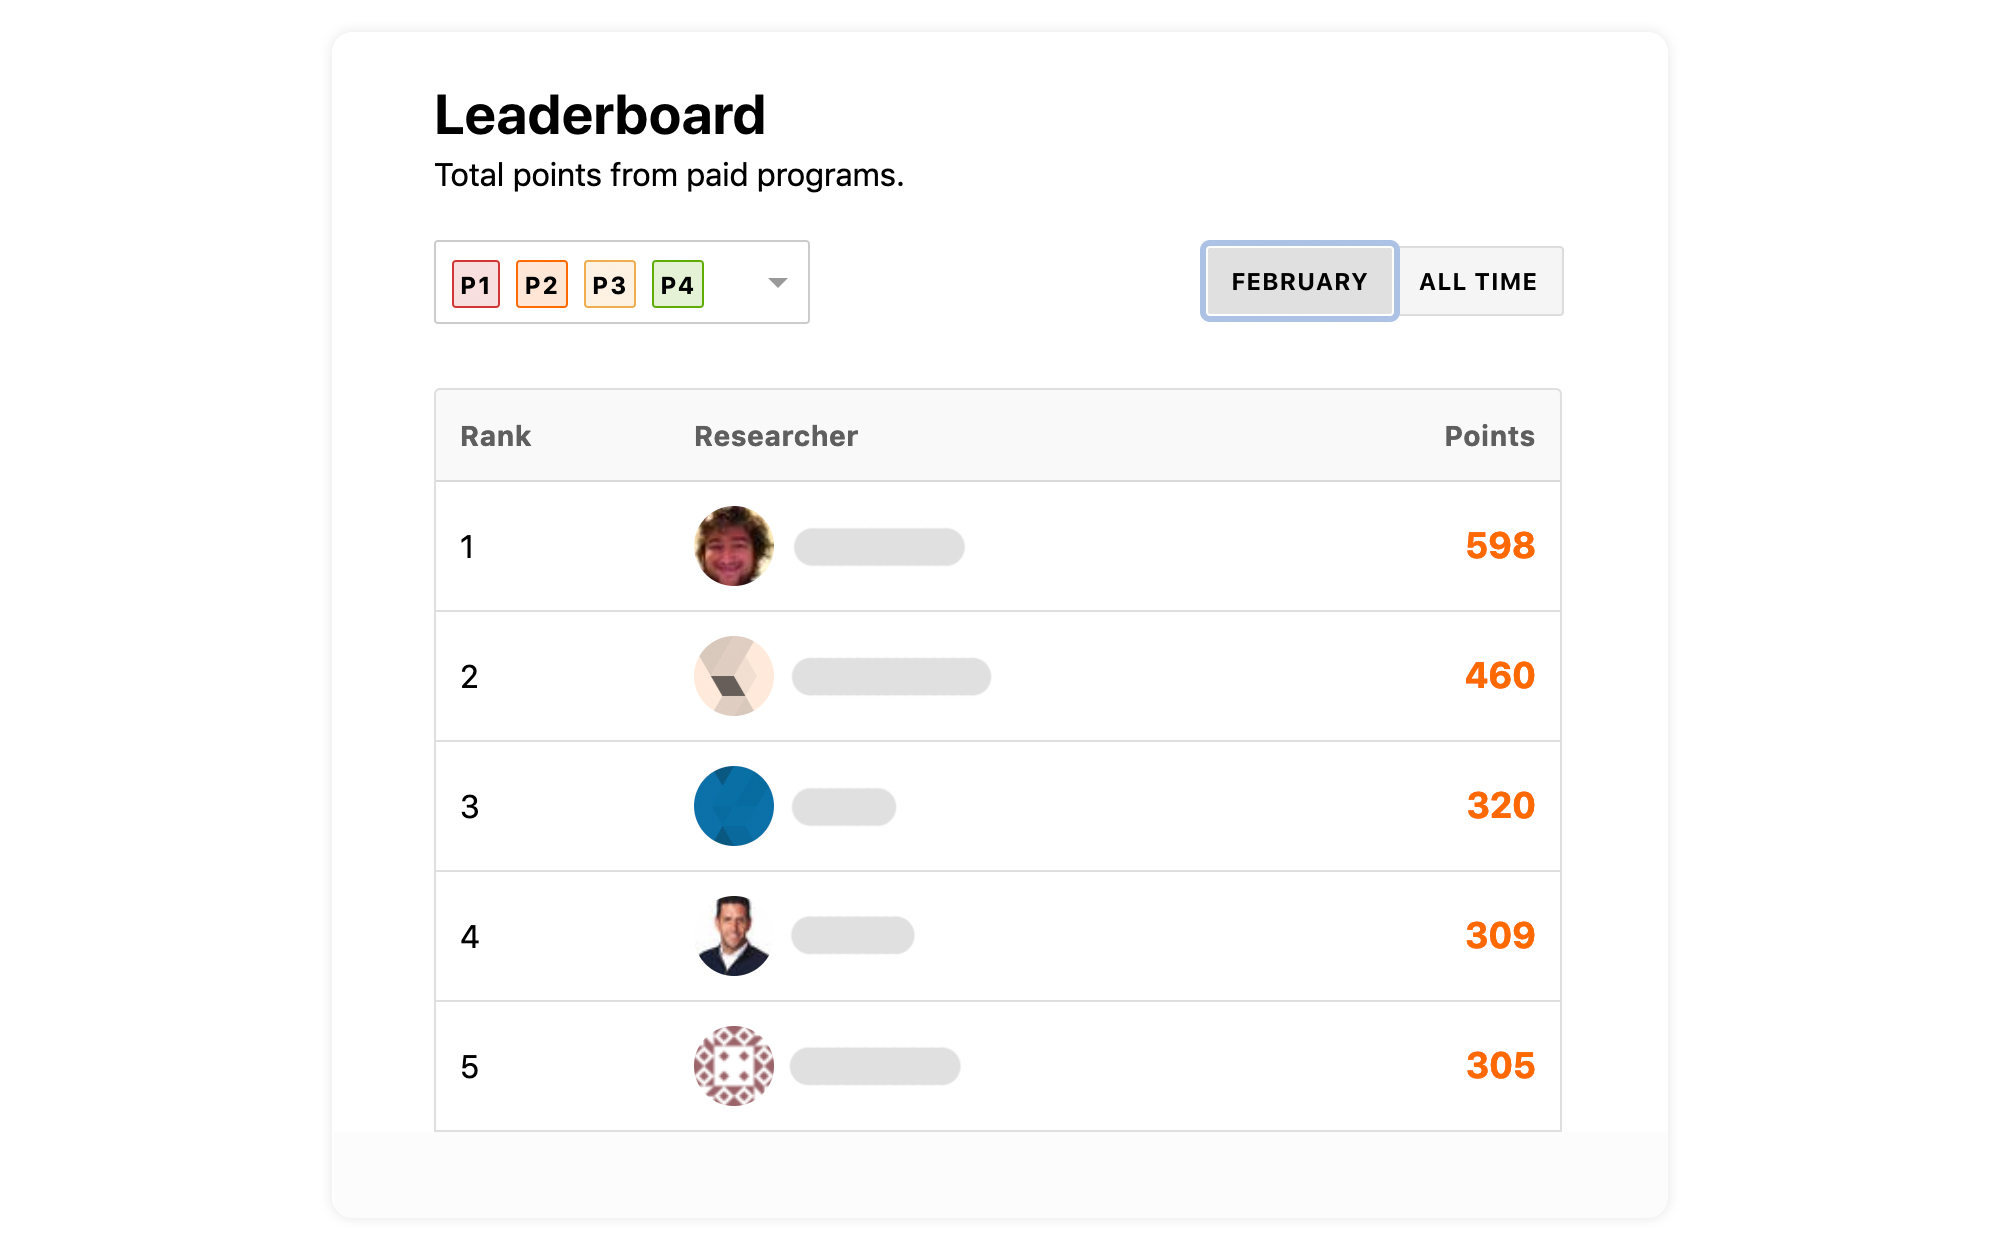 Leaderboard
Total points from paid programs.
P1 P2 P3 P4
FEBRUARY ALL TIME
Rank Researcher Points
1 598
2 460
3 320
4 309
5 305